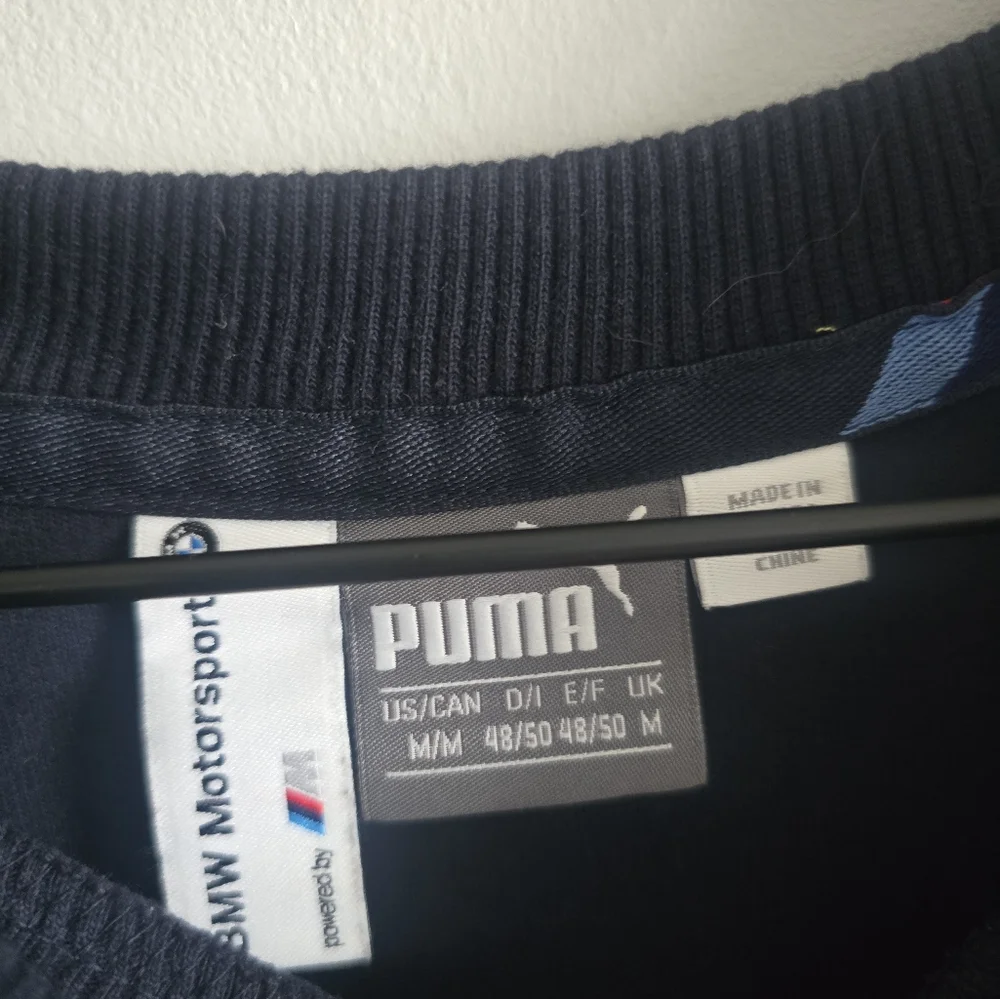 BMW Motorsport
powered by
M
PUMA
US/CAN D/I E/F UK
M/M 48/50 48/50 M
MADE IN
CHINE